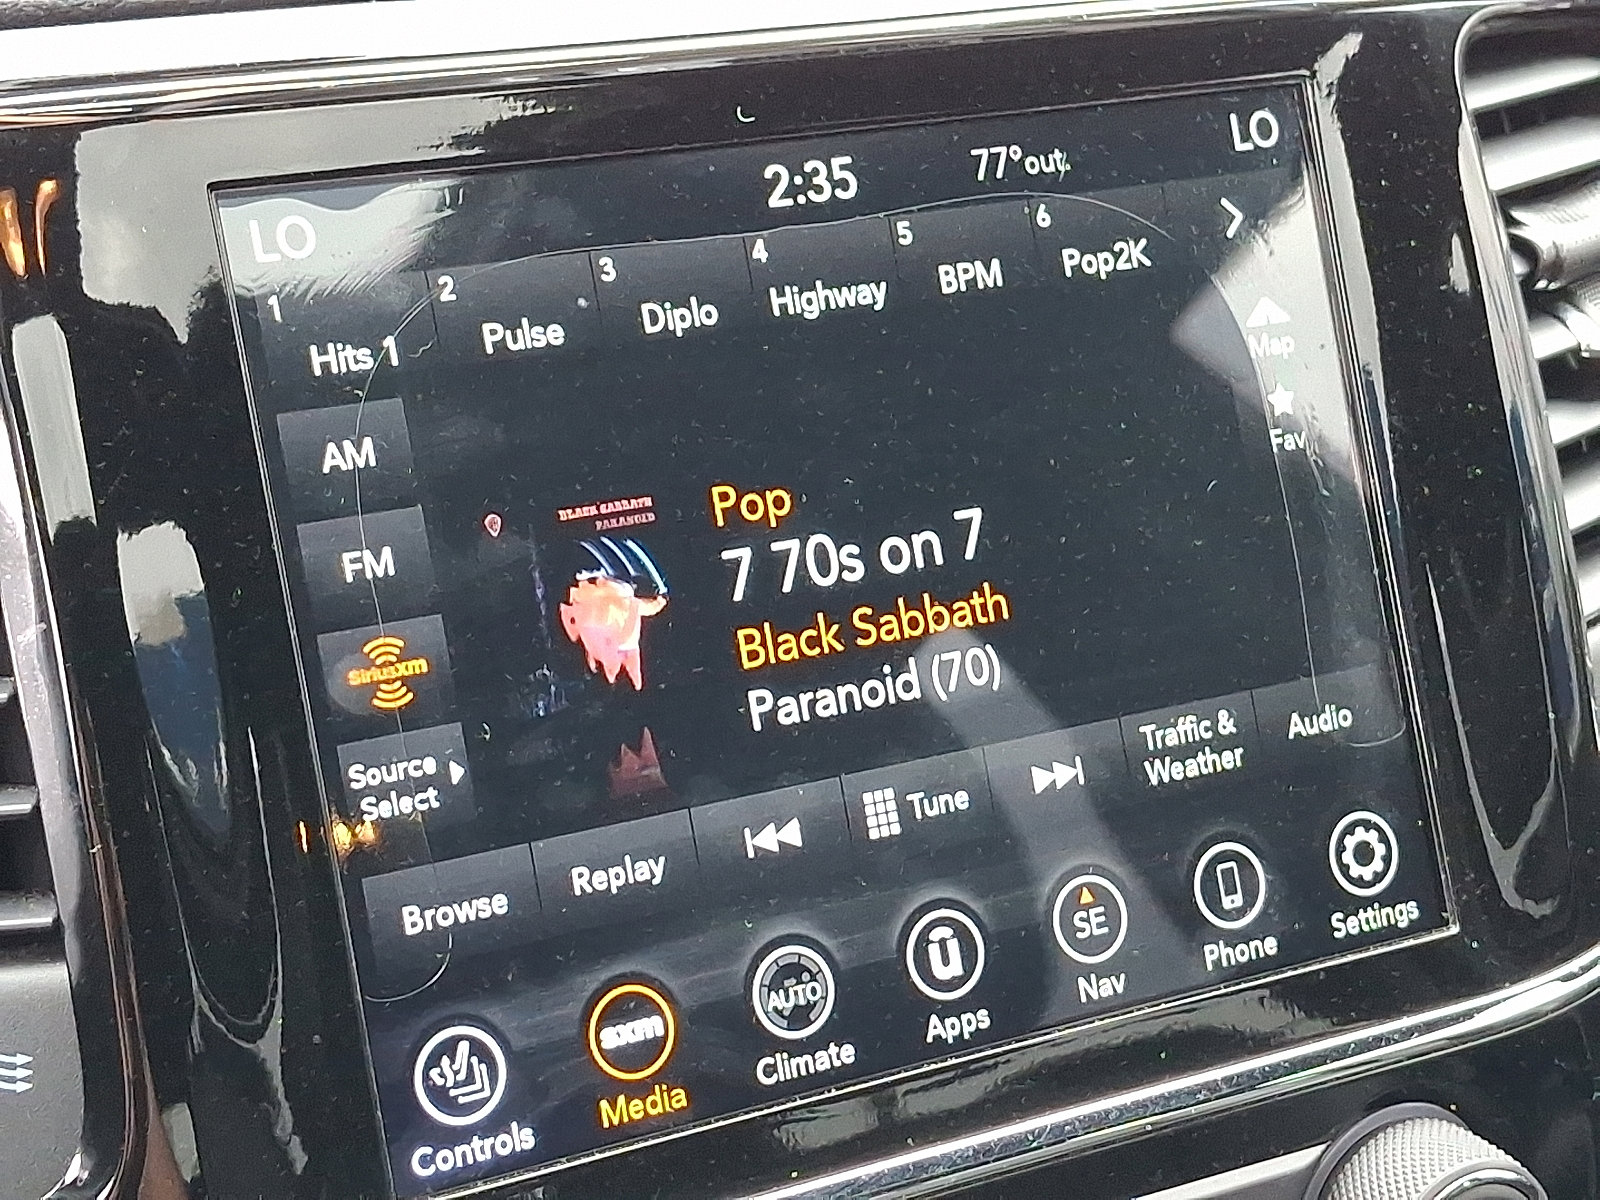 LO
2:35
77°out
LO
1 Hits 1
2 Pulse
3 Diplo
4 Highway
5 BPM
6 Pop2K
Map
Fav
AM
FM
SiriusXm
Source
Select
BLACK SABBATH
PARANOID
Pop
7 70s on 7
Black Sabbath
Paranoid (70)
Browse
Replay
Tune
Traffic &
Weather
Audio
Controls
sxm
Media
AUTO
Climate
u
Apps
SE
Nav
Phone
Settings